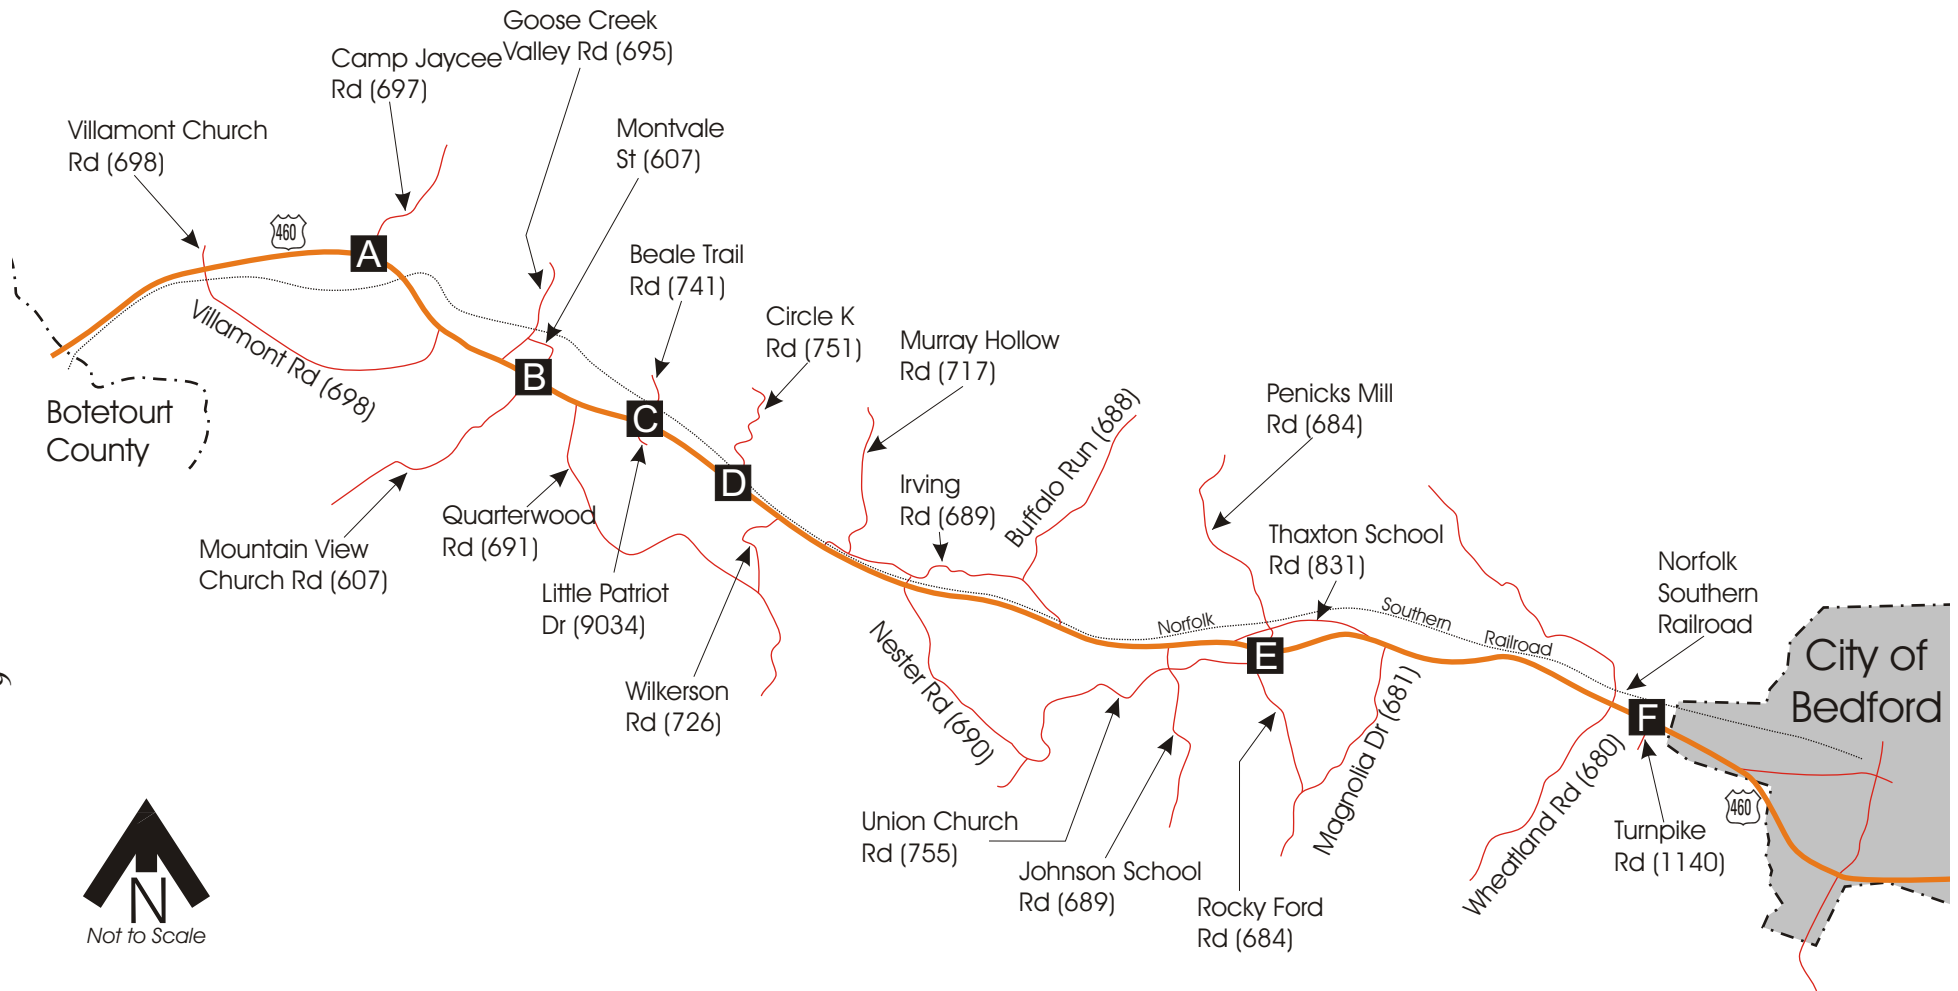 Goose Creek
Valley Rd (695)
Camp Jaycee
Rd (697)
Montvale
St (607)
Villamont Church
Rd (698)
460
A
Beale Trail
Rd (741)
Circle K
Rd (751)
Murray Hollow
Rd (717)
Villamont Rd (698)
B
C
D
Botetourt
County
Buffalo Run (688)
Penicks Mill
Rd (684)
Irving
Rd (689)
Quarterwood
Rd (691)
Mountain View
Church Rd (607)
Thaxton School
Rd (831)
Little Patriot
Dr (9034)
Norfolk
Southern
Railroad
Norfolk
Southern
Railroad
E
City of
Bedford
Nester Rd (690)
Wilkerson
Rd (726)
Magnolia Dr (681)
F
Wheatland Rd (680)
460
Union Church
Rd (755)
Turnpike
Rd (1140)
Johnson School
Rd (689)
Rocky Ford
Rd (684)
N
Not to Scale